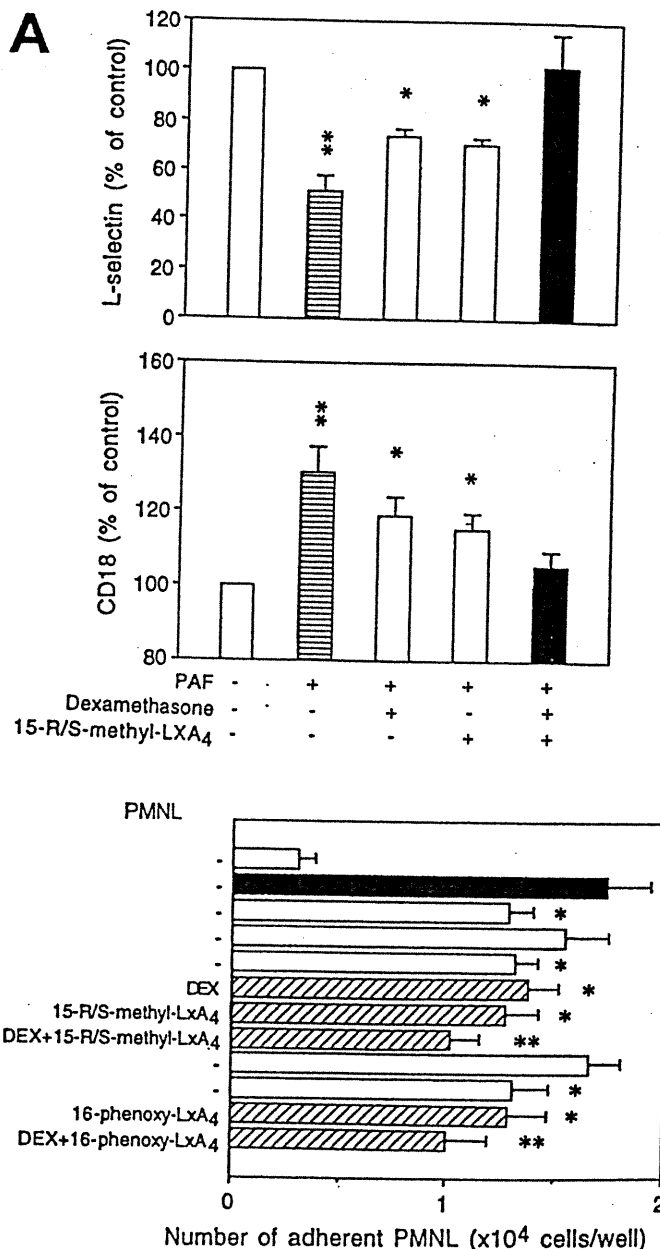 A
L-selectin (% of control)
120
100
80
60
40
20
0
** * *
CD18 (% of control)
160
140
120
100
80
** * *
PAF - + + + +
Dexamethasone - - + - +
15-R/S-methyl-LXA4 - - - + +
PMNL
-
-
- *
-
- *
DEX *
15-R/S-methyl-LxA4 *
DEX+15-R/S-methyl-LxA4 **
-
- *
16-phenoxy-LxA4 *
DEX+16-phenoxy-LxA4 **
0 1 2
Number of adherent PMNL (x104 cells/well)